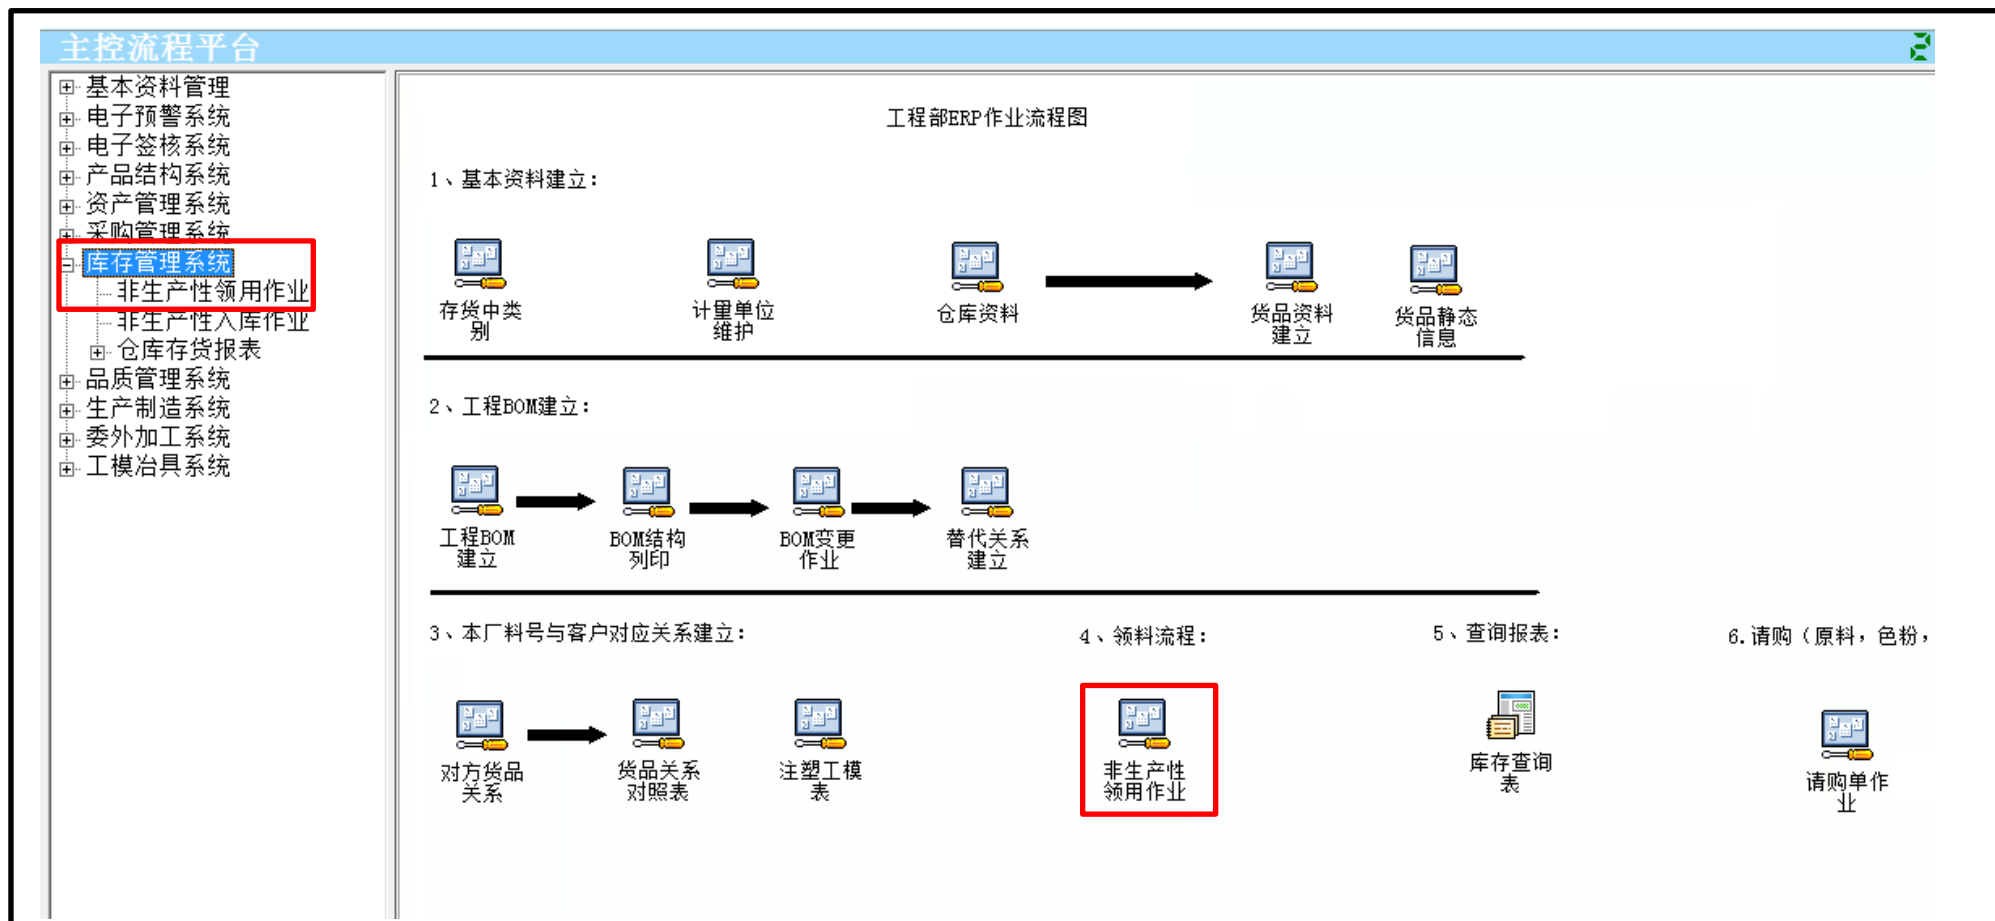 主控流程平台
2
基本资料管理
电子预警系统
电子签核系统
产品结构系统
资产管理系统
采购管理系统
库存管理系统
非生产性领用作业
非生产性入库作业
仓库存货报表
品质管理系统
生产制造系统
委外加工系统
工模冶具系统
工程部ERP作业流程图
1、基本资料建立：
存货中类
别
计量单位
维护
仓库资料
货品资料
建立
货品静态
信息
2、工程BOM建立：
工程BOM
建立
BOM结构
列印
BOM变更
作业
替代关系
建立
3、本厂料号与客户对应关系建立：
对方货品
关系
货品关系
对照表
注塑工模
表
4、领料流程：
非生产性
领用作业
5、查询报表：
库存查询
表
6.请购（原料，色粉，
请购单作
业